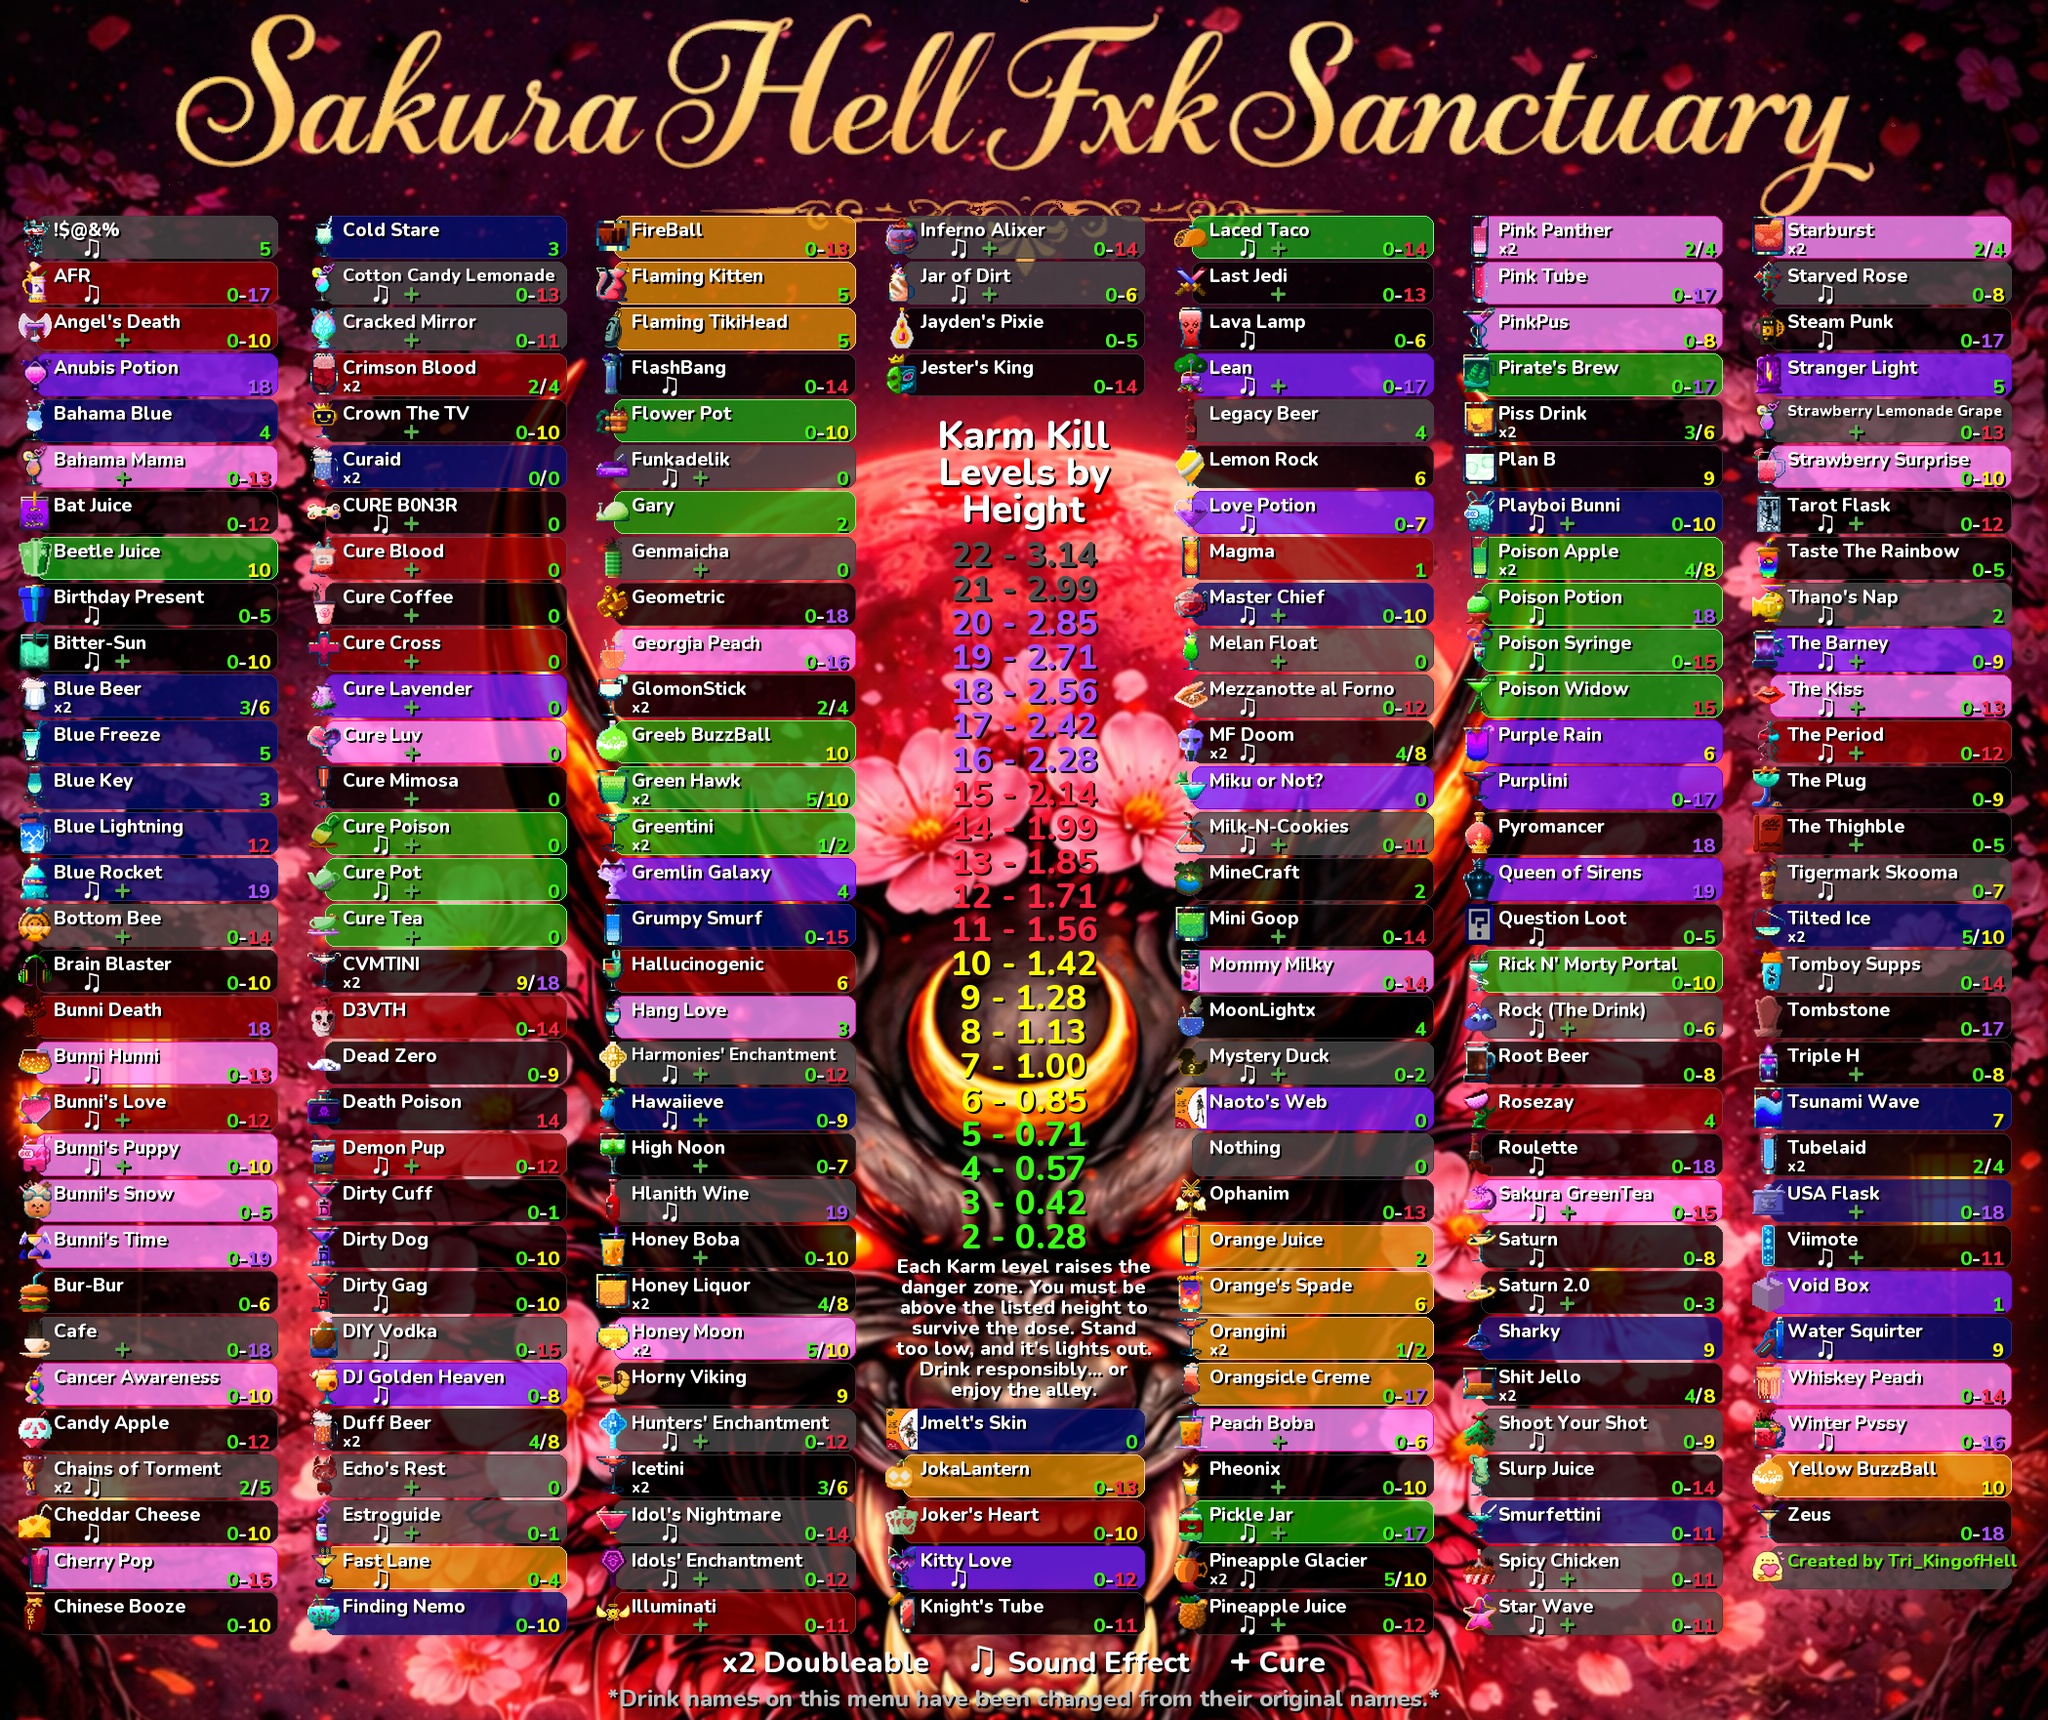 Sakura Hell Fxk Sanctuary
!$@&%
♫
5
AFR
♫
0-17
Angel's Death
+
0-10
Anubis Potion
18
Bahama Blue
4
Bahama Mama
+
0-13
Bat Juice
0-12
Beetle Juice
10
Birthday Present
♫
0-5
Bitter-Sun
♫ +
0-10
Blue Beer
x2
3/6
Blue Freeze
5
Blue Key
3
Blue Lightning
12
Blue Rocket
♫ +
19
Bottom Bee
+
0-14
Brain Blaster
♫
0-10
Bunni Death
18
Bunni Hunni
♫
0-13
Bunni's Love
♫ +
0-12
Bunni's Puppy
♫ +
0-10
Bunni's Snow
0-5
Bunni's Time
0-19
Bur-Bur
0-6
Cafe
+
0-18
Cancer Awareness
0-10
Candy Apple
0-12
Chains of Torment
x2 ♫
2/5
Cheddar Cheese
♫
0-10
Cherry Pop
0-15
Chinese Booze
0-10
Cold Stare
3
Cotton Candy Lemonade
♫ +
0-13
Cracked Mirror
+
0-11
Crimson Blood
x2
2/4
Crown The TV
+
0-10
Curaid
x2
0/0
CURE B0N3R
♫ +
0
Cure Blood
+
0
Cure Coffee
+
0
Cure Cross
+
0
Cure Lavender
+
0
Cure Luv
+
0
Cure Mimosa
+
0
Cure Poison
♫ +
0
Cure Pot
♫ +
0
Cure Tea
+
0
CVMTINI
x2
9/18
D3VTH
0-14
Dead Zero
0-9
Death Poison
14
Demon Pup
♫ +
0-12
Dirty Cuff
0-1
Dirty Dog
0-10
Dirty Gag
♫
0-10
DIY Vodka
♫
0-15
DJ Golden Heaven
♫
0-8
Duff Beer
x2
4/8
Echo's Rest
+
0
Estroguide
♫ +
0-1
Fast Lane
♫
0-4
Finding Nemo
0-10
FireBall
0-13
Flaming Kitten
5
Flaming TikiHead
5
FlashBang
♫
0-14
Flower Pot
0-10
Funkadelik
♫ +
0
Gary
2
Genmaicha
+
0
Geometric
0-18
Georgia Peach
0-16
GlomonStick
x2
2/4
Greeb BuzzBall
10
Green Hawk
x2
5/10
Greentini
x2
1/2
Gremlin Galaxy
4
Grumpy Smurf
0-15
Hallucinogenic
6
Hang Love
3
Harmonies' Enchantment
♫ +
0-12
Hawaiieve
♫ +
0-9
High Noon
+
0-7
Hlanith Wine
♫
19
Honey Boba
+
0-10
Honey Liquor
x2
4/8
Honey Moon
x2
5/10
Horny Viking
9
Hunters' Enchantment
♫ +
0-12
Icetini
x2
3/6
Idol's Nightmare
♫
0-14
Idols' Enchantment
♫ +
0-12
Illuminati
+
0-11
Inferno Alixer
♫ +
0-14
Jar of Dirt
♫ +
0-6
Jayden's Pixie
0-5
Jester's King
0-14
Karm Kill
Levels by
Height
22 - 3.14
21 - 2.99
20 - 2.85
19 - 2.71
18 - 2.56
17 - 2.42
16 - 2.28
15 - 2.14
14 - 1.99
13 - 1.85
12 - 1.71
11 - 1.56
10 - 1.42
9 - 1.28
8 - 1.13
7 - 1.00
6 - 0.85
5 - 0.71
4 - 0.57
3 - 0.42
2 - 0.28
Each Karm level raises the
danger zone. You must be
above the listed height to
survive the dose. Stand
too low, and it's lights out.
Drink responsibly... or
enjoy the alley.
Jmelt's Skin
0
JokaLantern
0-13
Joker's Heart
0-10
Kitty Love
♫
0-12
Knight's Tube
0-11
Laced Taco
♫ +
0-14
Last Jedi
+
0-13
Lava Lamp
♫
0-6
Lean
♫ +
0-17
Legacy Beer
4
Lemon Rock
6
Love Potion
♫
0-7
Magma
1
Master Chief
♫ +
0-10
Melan Float
+
0
Mezzanotte al Forno
♫
0-12
MF Doom
x2 ♫
4/8
Miku or Not?
0
Milk-N-Cookies
♫ +
0-11
MineCraft
2
Mini Goop
+
0-14
Mommy Milky
0-14
MoonLightx
4
Mystery Duck
♫ +
0-2
Naoto's Web
0
Nothing
0
Ophanim
0-13
Orange Juice
2
Orange's Spade
6
Orangini
x2
1/2
Orangsicle Creme
0-17
Peach Boba
+
0-6
Pheonix
+
0-10
Pickle Jar
♫ +
0-17
Pineapple Glacier
x2 ♫
5/10
Pineapple Juice
♫ +
0-12
Pink Panther
x2
2/4
Pink Tube
0-17
PinkPus
0-8
Pirate's Brew
0-17
Piss Drink
x2
3/6
Plan B
9
Playboi Bunni
♫ +
0-10
Poison Apple
x2
4/8
Poison Potion
18
Poison Syringe
♫
0-15
Poison Widow
15
Purple Rain
6
Purplini
0-17
Pyromancer
18
Queen of Sirens
19
Question Loot
♫
0-5
Rick N' Morty Portal
0-10
Rock (The Drink)
♫ +
0-6
Root Beer
0-8
Rosezay
4
Roulette
♫
0-18
Sakura GreenTea
♫ +
0-15
Saturn
♫
0-8
Saturn 2.0
♫ +
0-3
Sharky
9
Shit Jello
x2
4/8
Shoot Your Shot
♫
0-9
Slurp Juice
0-14
Smurfettini
0-11
Spicy Chicken
♫ +
0-11
Star Wave
♫ +
0-11
Starburst
x2
2/4
Starved Rose
♫
0-8
Steam Punk
♫
0-17
Stranger Light
5
Strawberry Lemonade Grape
+
0-13
Strawberry Surprise
0-10
Tarot Flask
♫ +
0-12
Taste The Rainbow
0-5
Thano's Nap
♫
2
The Barney
♫ +
0-9
The Kiss
♫ +
0-13
The Period
♫ +
0-12
The Plug
0-9
The Thighble
+
0-5
Tigermark Skooma
♫
0-7
Tilted Ice
x2
5/10
Tomboy Supps
♫
0-14
Tombstone
0-17
Triple H
+
0-8
Tsunami Wave
7
Tubelaid
x2
2/4
USA Flask
+
0-18
Viimote
♫ +
0-11
Void Box
1
Water Squirter
♫
9
Whiskey Peach
0-14
Winter Pvssy
♫
0-16
Yellow BuzzBall
10
Zeus
0-18
Created by Tri_KingofHell
x2 Doubleable ♫ Sound Effect + Cure
*Drink names on this menu have been changed from their original names.*